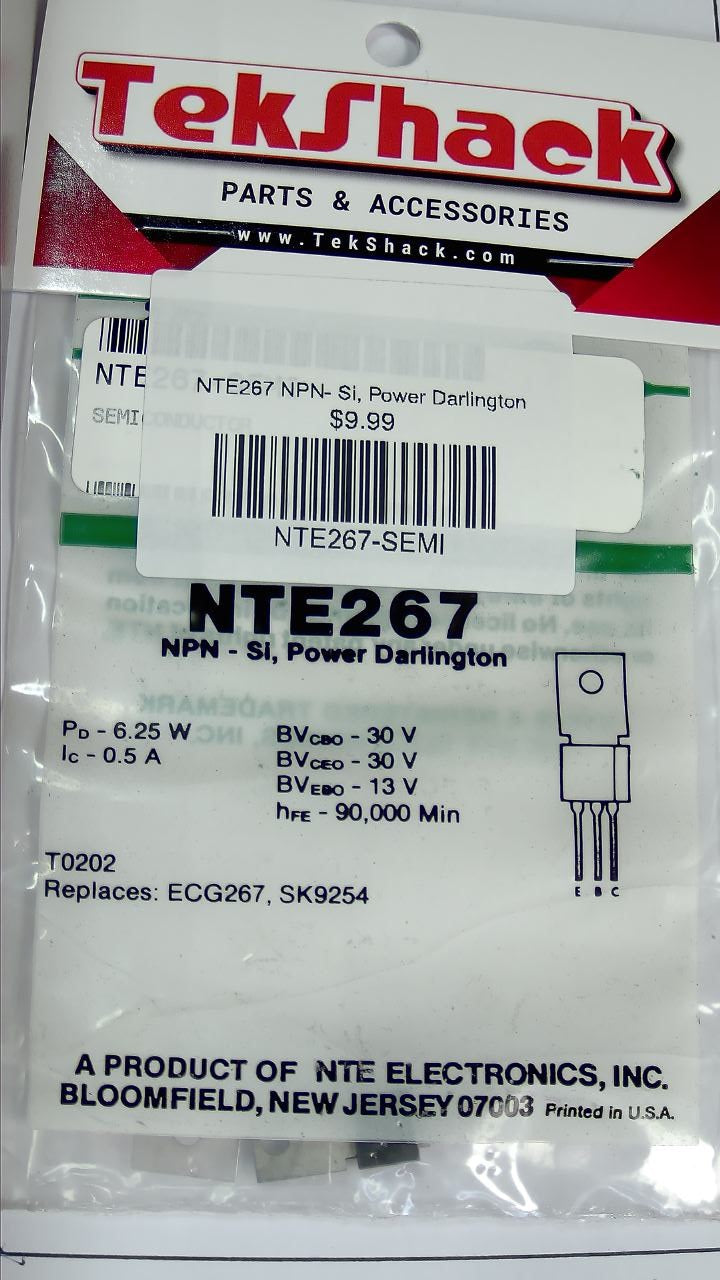 TekShack
PARTS & ACCESSORIES
www.TekShack.com
NTE267
SEMICONDUCTOR
NTE267 NPN- Si, Power Darlington
$9.99
NTE267-SEMI
NTE267
NPN - Si, Power Darlington
PD - 6.25 W
IC - 0.5 A
BVCBO - 30 V
BVCEO - 30 V
BVEBO - 13 V
hFE - 90,000 Min
E B C
T0202
Replaces: ECG267, SK9254
A PRODUCT OF NTE ELECTRONICS, INC.
BLOOMFIELD, NEW JERSEY 07003 Printed in U.S.A.